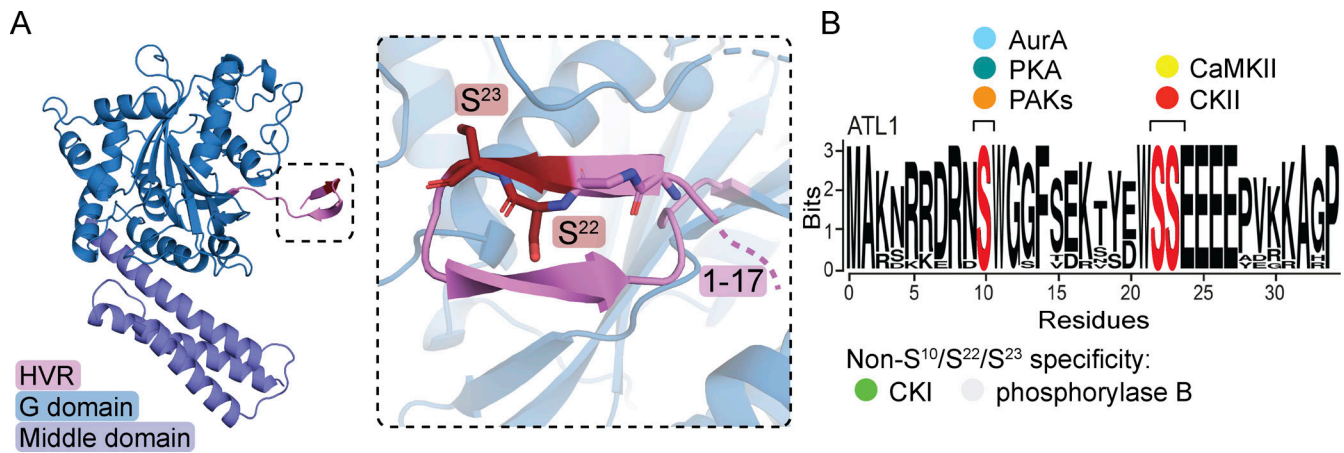 A
S²³
S²²
1-17
HVR
G domain
Middle domain
B
AurA
PKA
PAKs
CaMKII
CKII
ATL1
Bits
3
2
1
0
MAKNRRDRNSWGGFSEKTYEWSSEEEEPVKKAGP
0 5 10 15 20 25 30
Residues
Non-S¹⁰/S²²/S²³ specificity:
CKI phosphorylase B